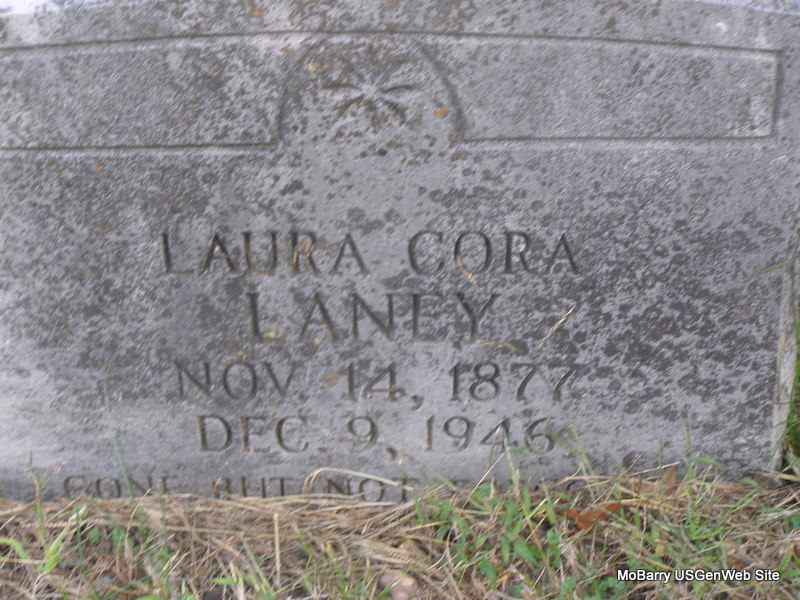 LAURA CORA
LANEY
NOV. 14, 1877
DEC. 9, 1946
GONE BUT NOT
MoBarry USGenWeb Site